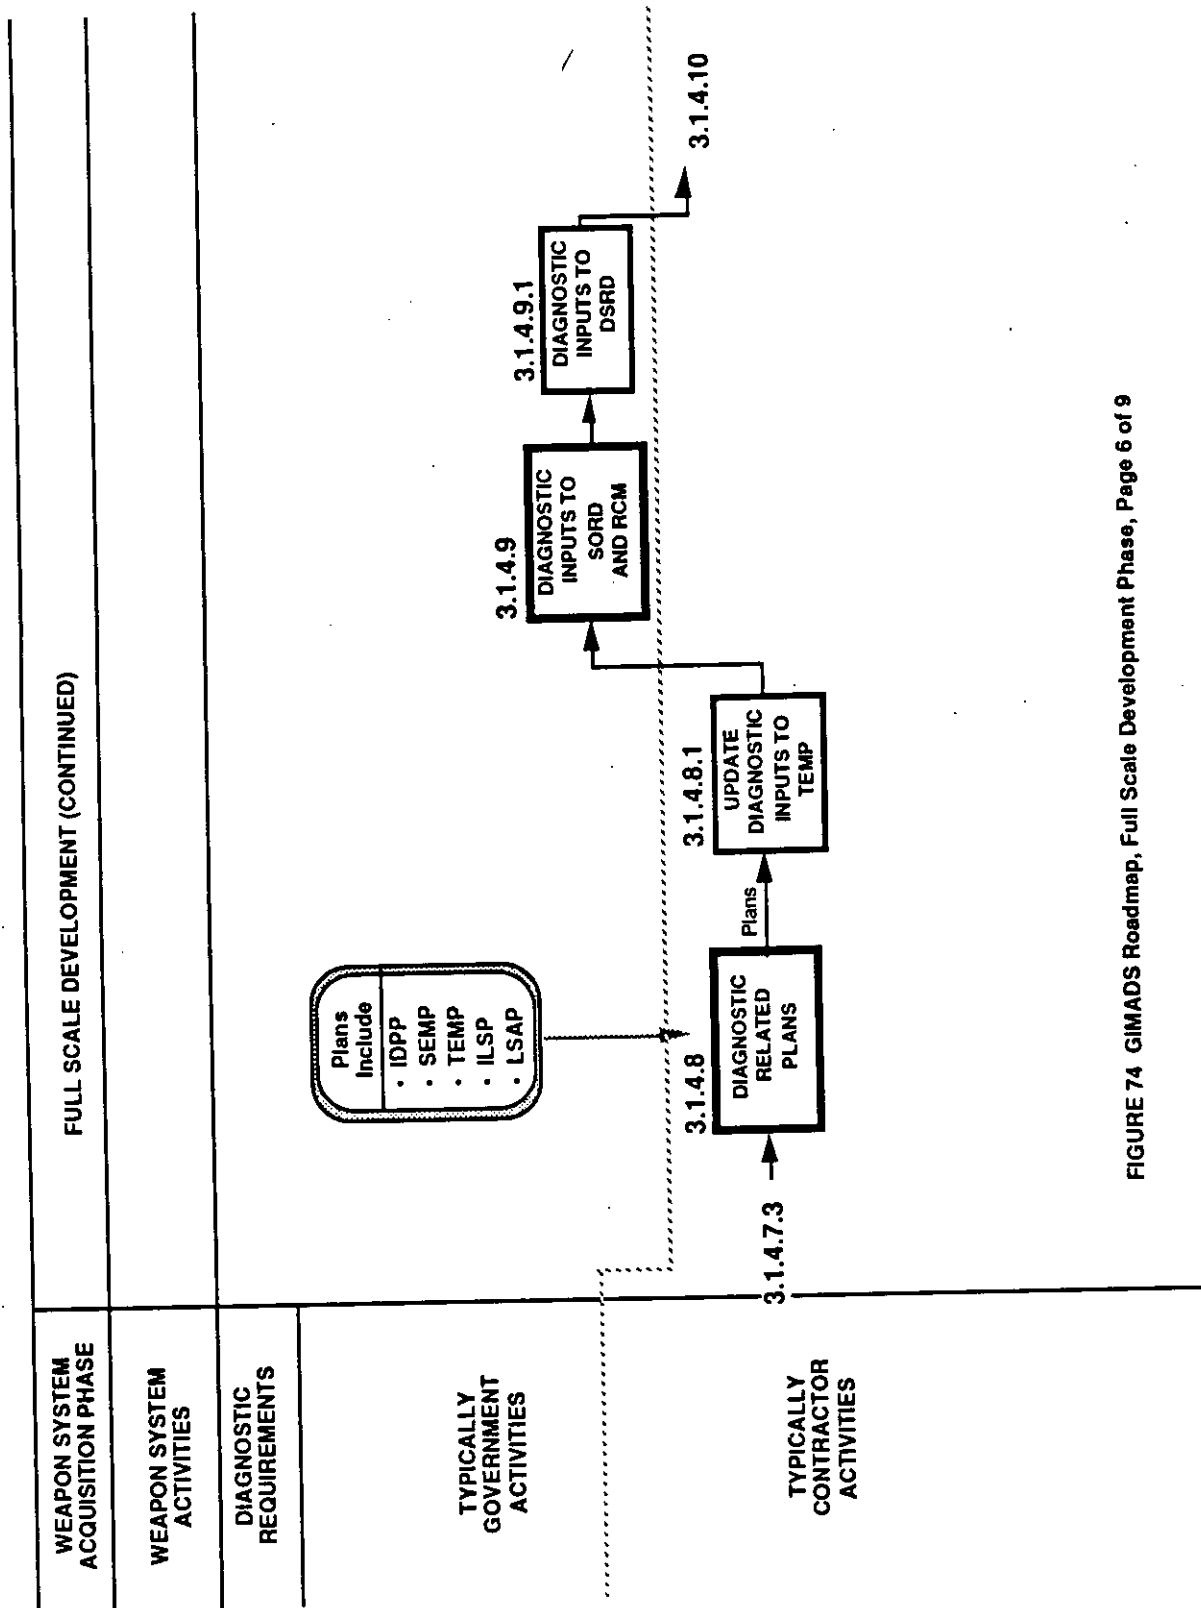 WEAPON SYSTEM
ACQUISITION PHASE
FULL SCALE DEVELOPMENT (CONTINUED)
WEAPON SYSTEM
ACTIVITIES
DIAGNOSTIC
REQUIREMENTS
TYPICALLY
GOVERNMENT
ACTIVITIES
Plans
Include
· IDPP
· SEMP
· TEMP
· ILSP
· LSAP
3.1.4.9
DIAGNOSTIC
INPUTS TO
SORD
AND RCM
3.1.4.9.1
DIAGNOSTIC
INPUTS TO
DSRD
3.1.4.10
TYPICALLY
CONTRACTOR
ACTIVITIES
3.1.4.7.3
3.1.4.8
DIAGNOSTIC
RELATED
PLANS
Plans
3.1.4.8.1
UPDATE
DIAGNOSTIC
INPUTS TO
TEMP
FIGURE 74 GIMADS Roadmap, Full Scale Development Phase, Page 6 of 9